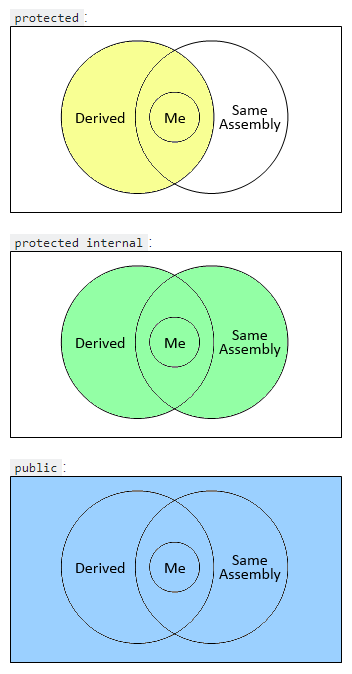 protected :
Derived
Me
Same
Assembly
protected internal :
Derived
Me
Same
Assembly
public :
Derived
Me
Same
Assembly